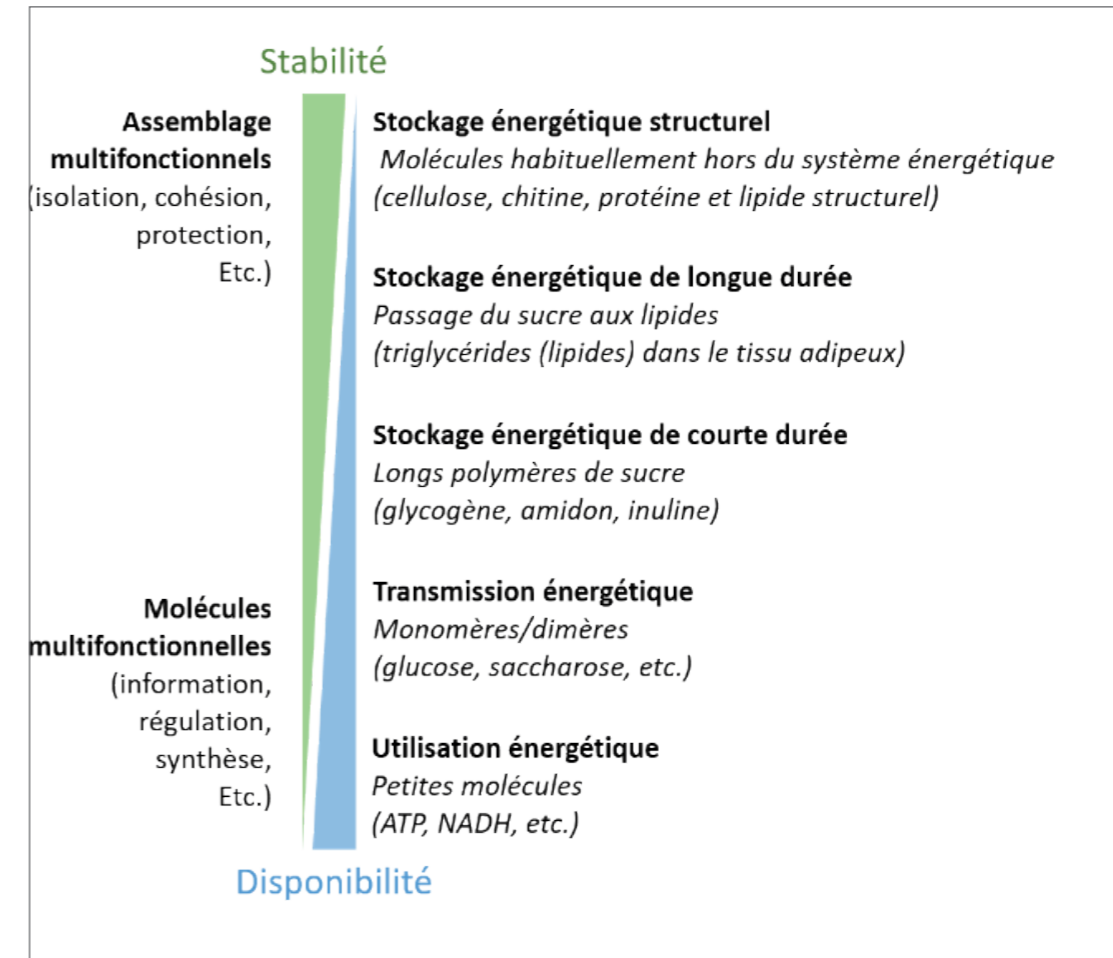 Stabilité
Assemblage
multifonctionnels
(isolation, cohésion,
protection,
Etc.)
Stockage énergétique structurel
Molécules habituellement hors du système énergétique
(cellulose, chitine, protéine et lipide structurel)
Stockage énergétique de longue durée
Passage du sucre aux lipides
(triglycérides (lipides) dans le tissu adipeux)
Stockage énergétique de courte durée
Longs polymères de sucre
(glycogène, amidon, inuline)
Molécules
multifonctionnelles
(information,
régulation,
synthèse,
Etc.)
Transmission énergétique
Monomères/dimères
(glucose, saccharose, etc.)
Utilisation énergétique
Petites molécules
(ATP, NADH, etc.)
Disponibilité